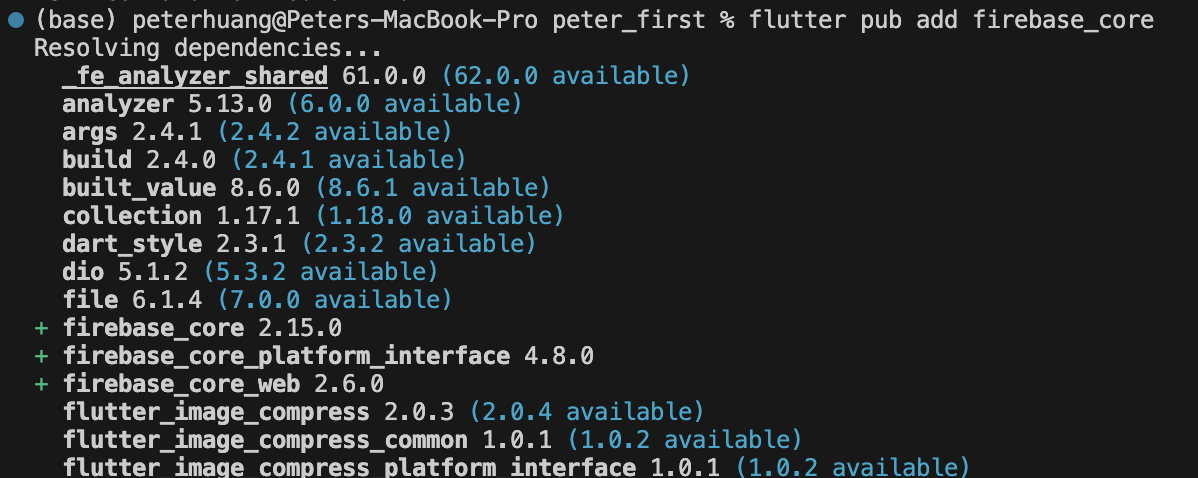 (base) peterhuang@Peters-MacBook-Pro peter_first % flutter pub add firebase_core
Resolving dependencies...
_fe_analyzer_shared 61.0.0 (62.0.0 available)
analyzer 5.13.0 (6.0.0 available)
args 2.4.1 (2.4.2 available)
build 2.4.0 (2.4.1 available)
built_value 8.6.0 (8.6.1 available)
collection 1.17.1 (1.18.0 available)
dart_style 2.3.1 (2.3.2 available)
dio 5.1.2 (5.3.2 available)
file 6.1.4 (7.0.0 available)
+ firebase_core 2.15.0
+ firebase_core_platform_interface 4.8.0
+ firebase_core_web 2.6.0
flutter_image_compress 2.0.3 (2.0.4 available)
flutter_image_compress_common 1.0.1 (1.0.2 available)
flutter_image_compress_platform_interface 1.0.1 (1.0.2 available)